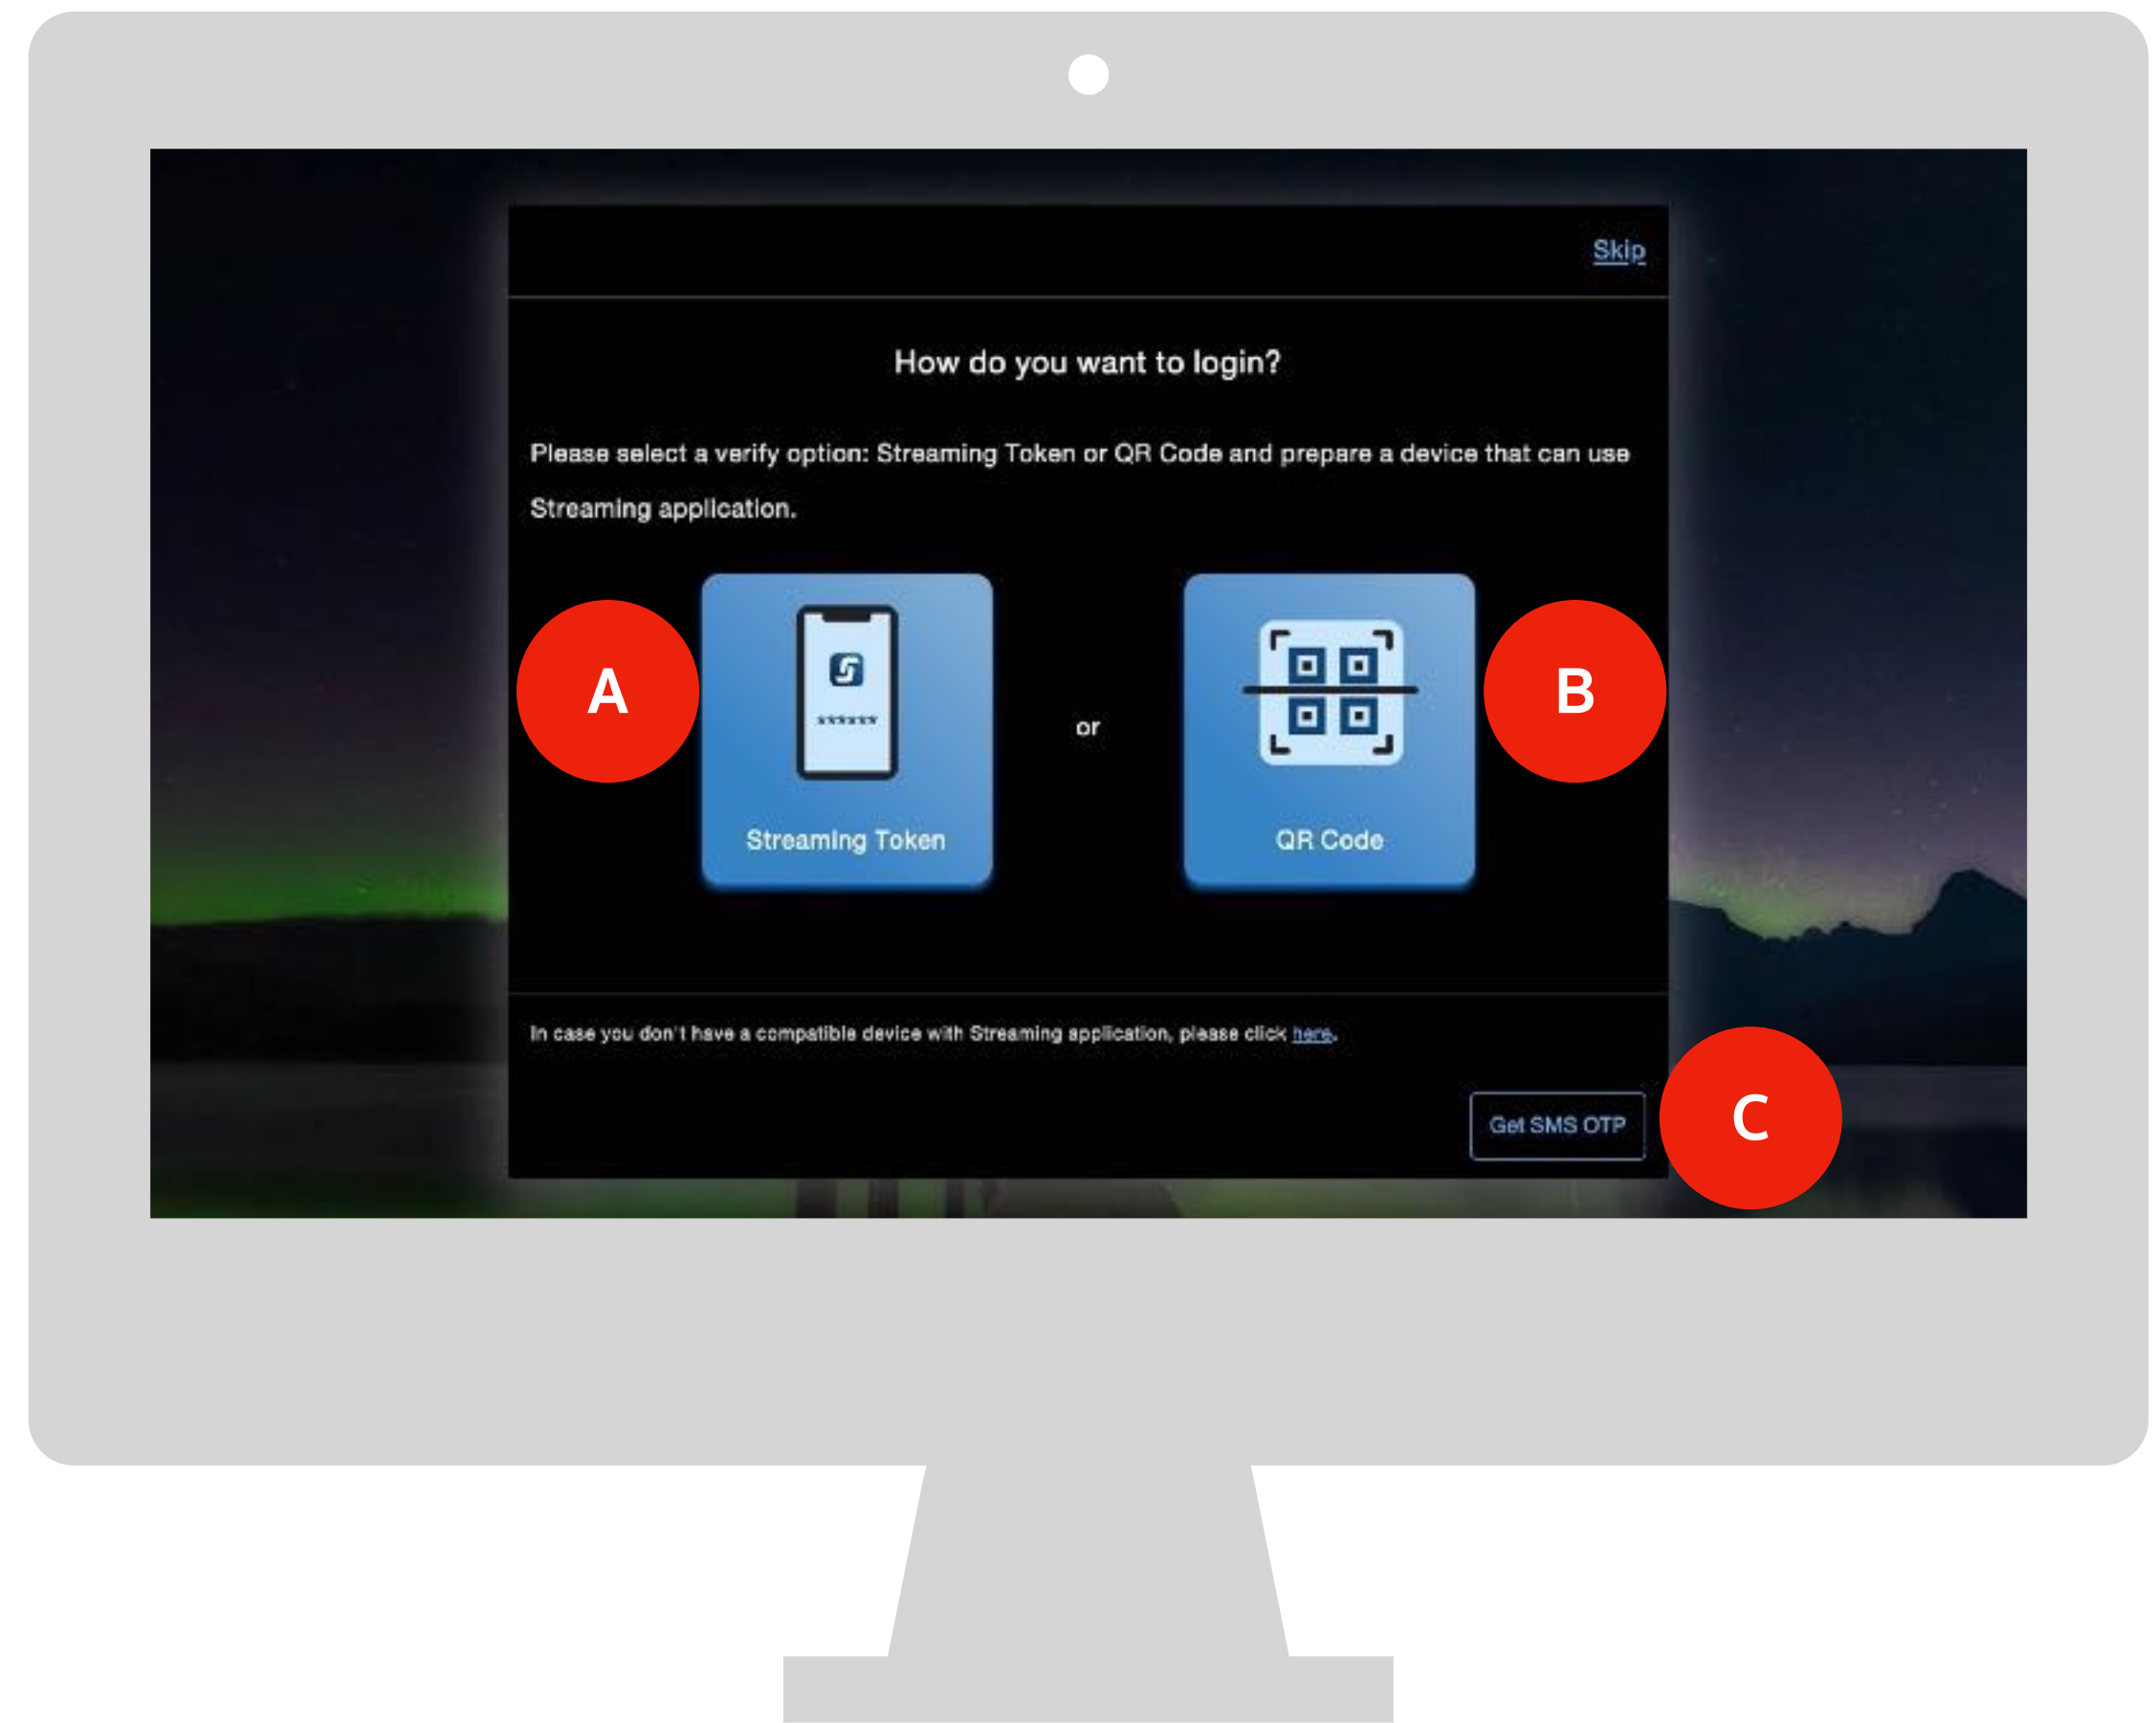 Skip
How do you want to login?
Please select a verify option: Streaming Token or QR Code and prepare a device that can use
Streaming application.
A
******
Streaming Token
or
B
QR Code
In case you don't have a compatible device with Streaming application, please click here.
Get SMS OTP
C